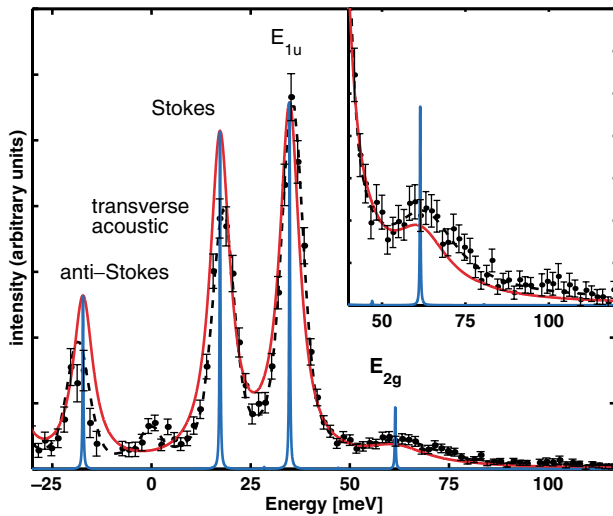 E1u
Stokes
transverse
acoustic
anti–Stokes
E2g
intensity (arbitrary units)
50 75 100
−25 0 25 50 75 100
Energy [meV]